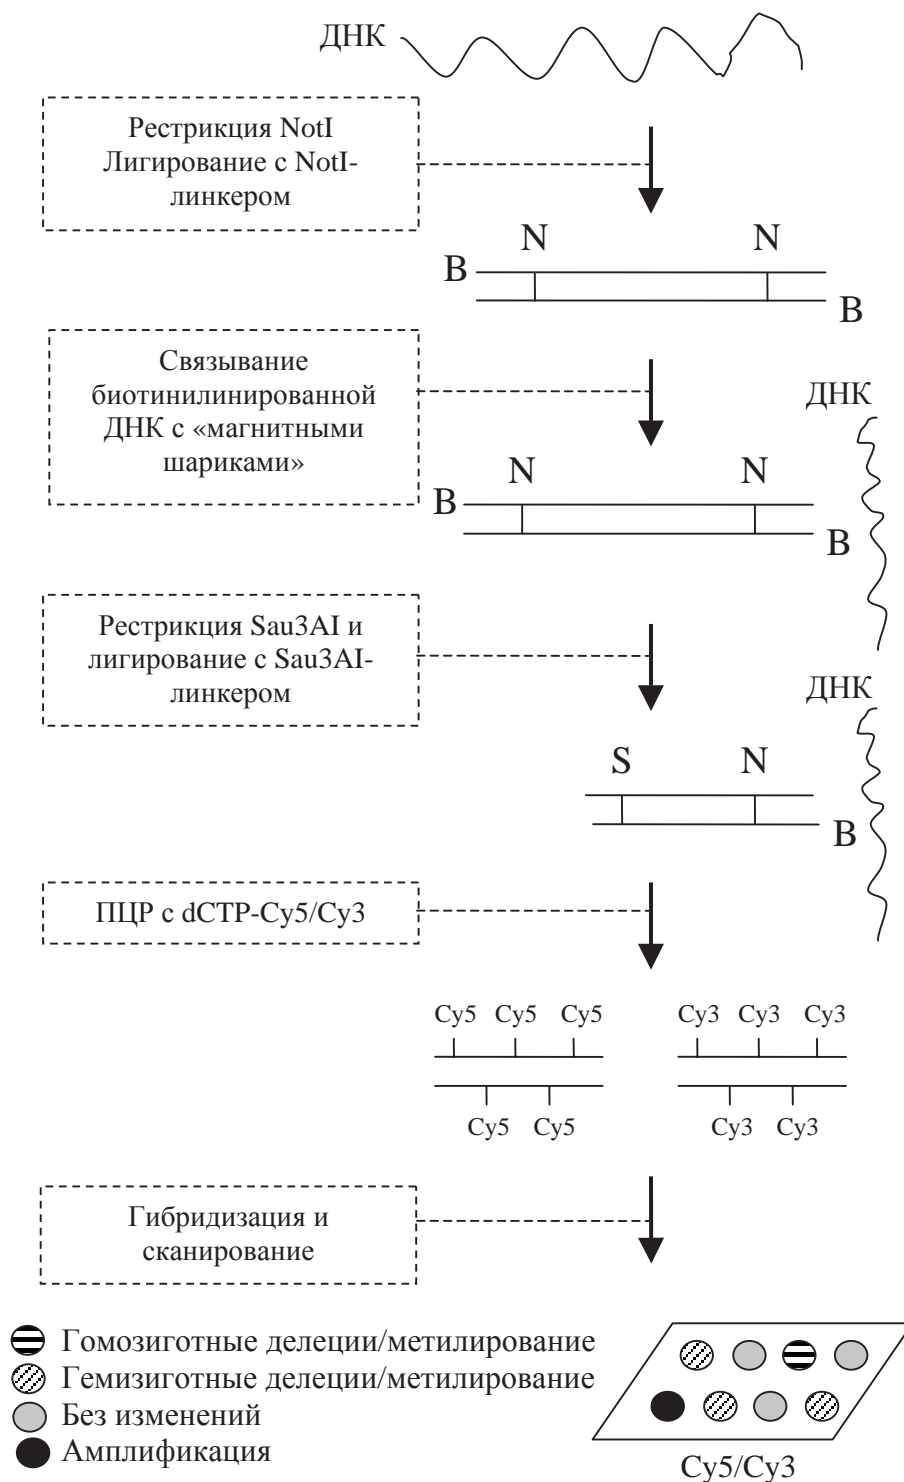 ДНК
Рестрикция NotI
Лигирование с NotI-
линкером
N N
B
B
Связывание
биотинилинированной
ДНК с «магнитными
шариками»
ДНК
N N
B
B
Рестрикция Sau3AI и
лигирование с Sau3AI-
линкером
ДНК
S N
B
ПЦР с dCTP-Cy5/Cy3
Cy5 Cy5 Cy5 Cy3 Cy3 Cy3
Cy5 Cy5 Cy3 Cy3
Гибридизация и
сканирование
Гомозиготные делеции/метилирование
Гемизиготные делеции/метилирование
Без изменений
Амплификация
Cy5/Cy3